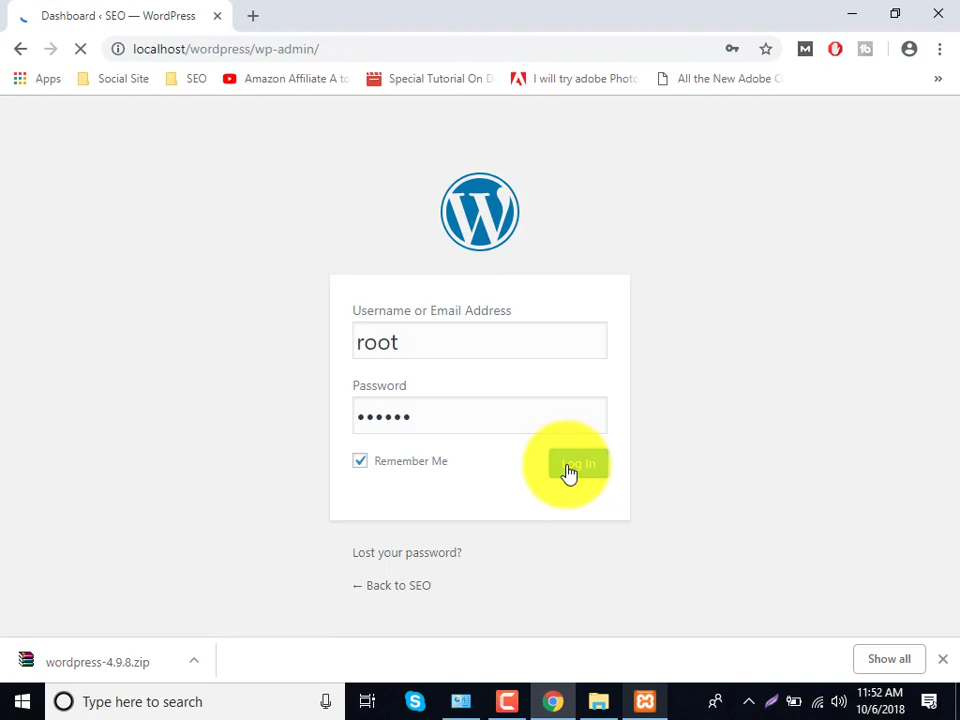 Dashboard ‹ SEO — WordPress
localhost/wordpress/wp-admin/
Apps Social Site SEO Amazon Affiliate A to Special Tutorial On D I will try adobe Photo All the New Adobe C »
Username or Email Address
root
Password
••••••
Remember Me Log In
Lost your password?
← Back to SEO
wordpress-4.9.8.zip Show all
Type here to search
11:52 AM
10/6/2018